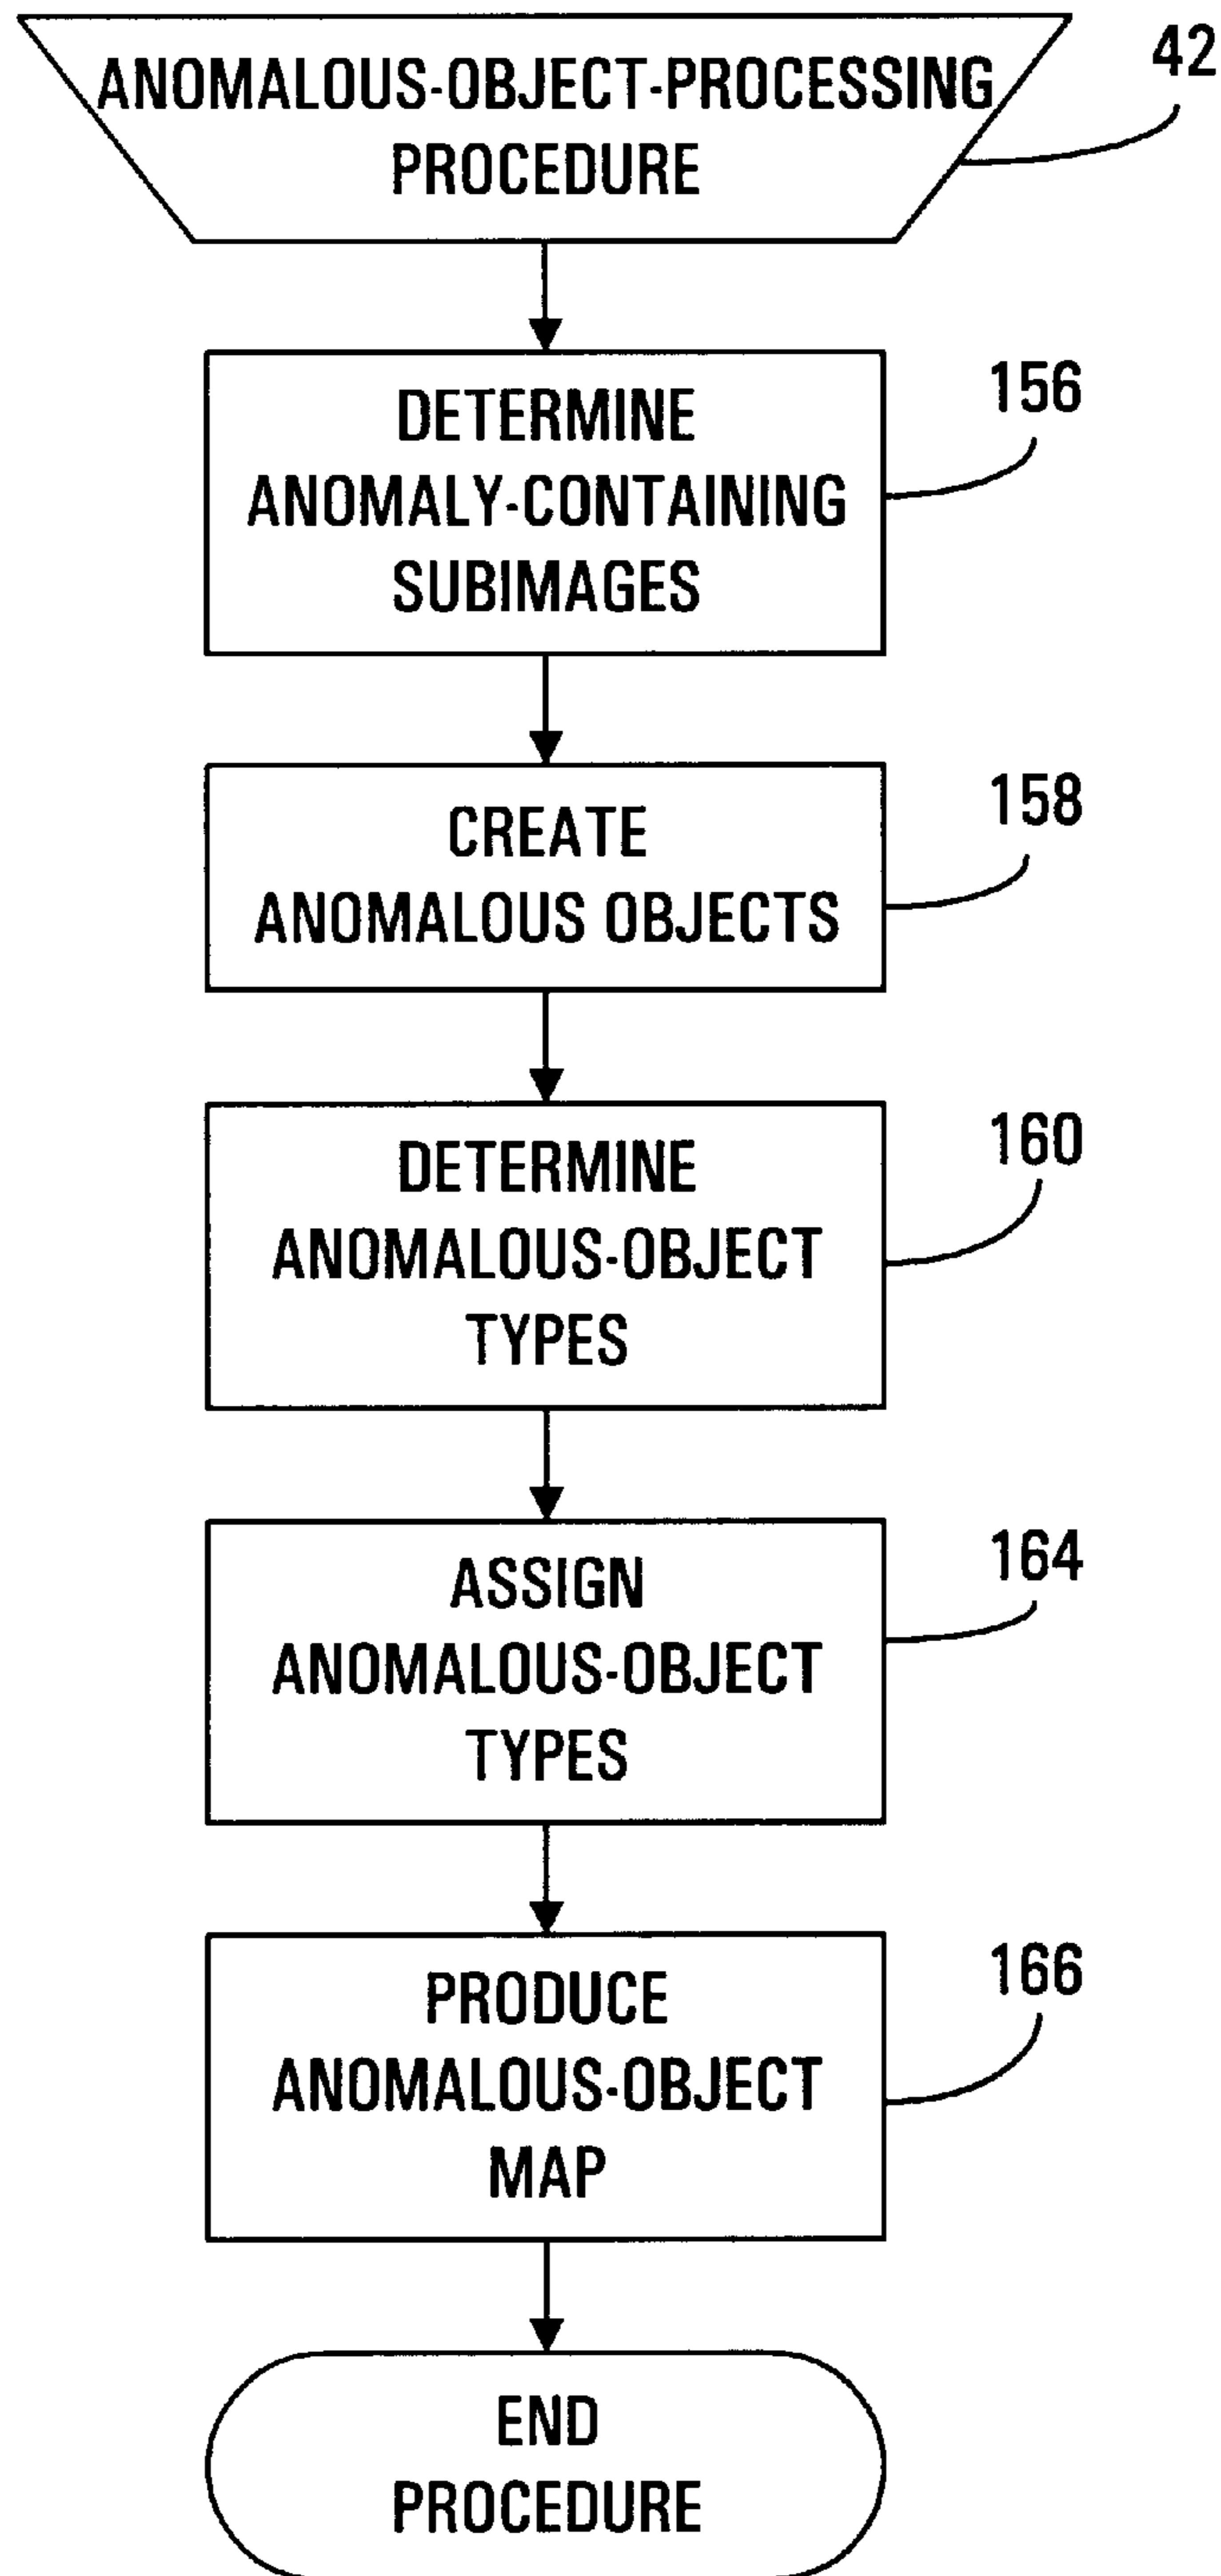 ANOMALOUS-OBJECT-PROCESSING
PROCEDURE
42
DETERMINE
ANOMALY-CONTAINING
SUBIMAGES
156
CREATE
ANOMALOUS OBJECTS
158
DETERMINE
ANOMALOUS-OBJECT
TYPES
160
ASSIGN
ANOMALOUS-OBJECT
TYPES
164
PRODUCE
ANOMALOUS-OBJECT
MAP
166
END
PROCEDURE